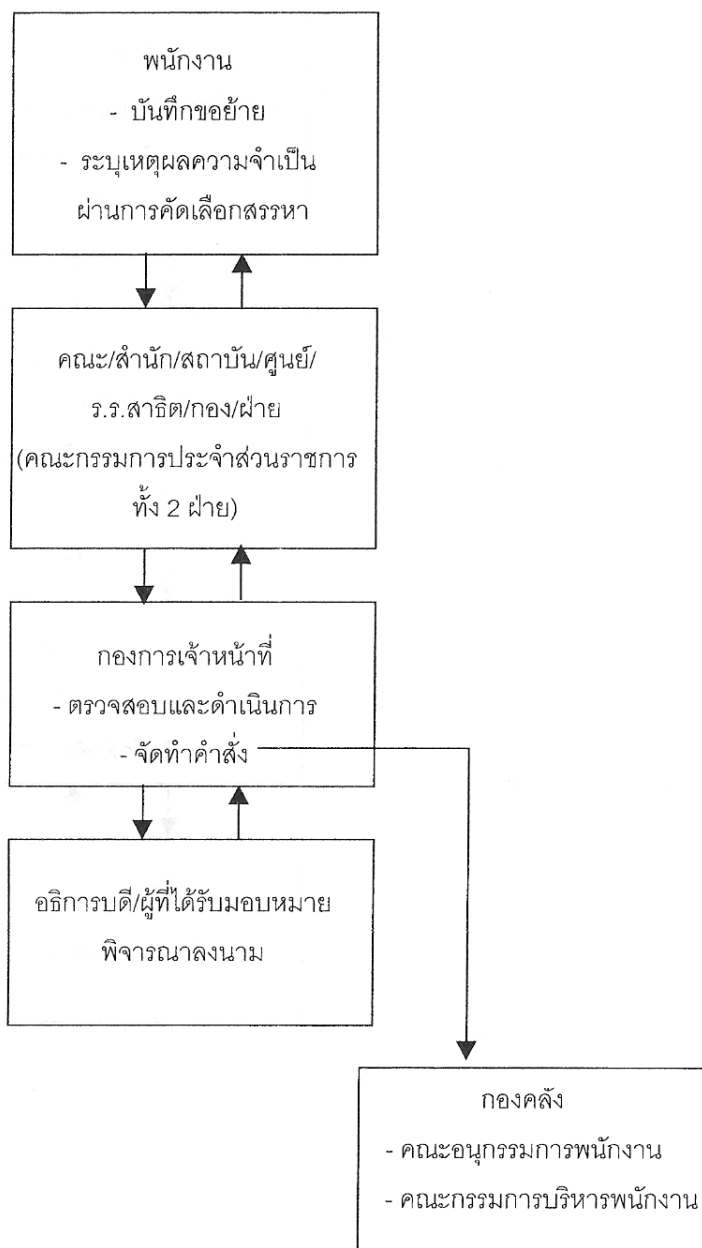 พนักงาน
- บันทึกขอย้าย
- ระบุเหตุผลความจำเป็น
ผ่านการคัดเลือกสรรหา
คณะ/สำนัก/สถาบัน/ศูนย์/
ร.ร.สาธิต/กอง/ฝ่าย
(คณะกรรมการประจำส่วนราชการ
ทั้ง 2 ฝ่าย)
กองการเจ้าหน้าที่
- ตรวจสอบและดำเนินการ
- จัดทำคำสั่ง
อธิการบดี/ผู้ที่ได้รับมอบหมาย
พิจารณาลงนาม
กองคลัง
- คณะอนุกรรมการพนักงาน
- คณะกรรมการบริหารพนักงาน